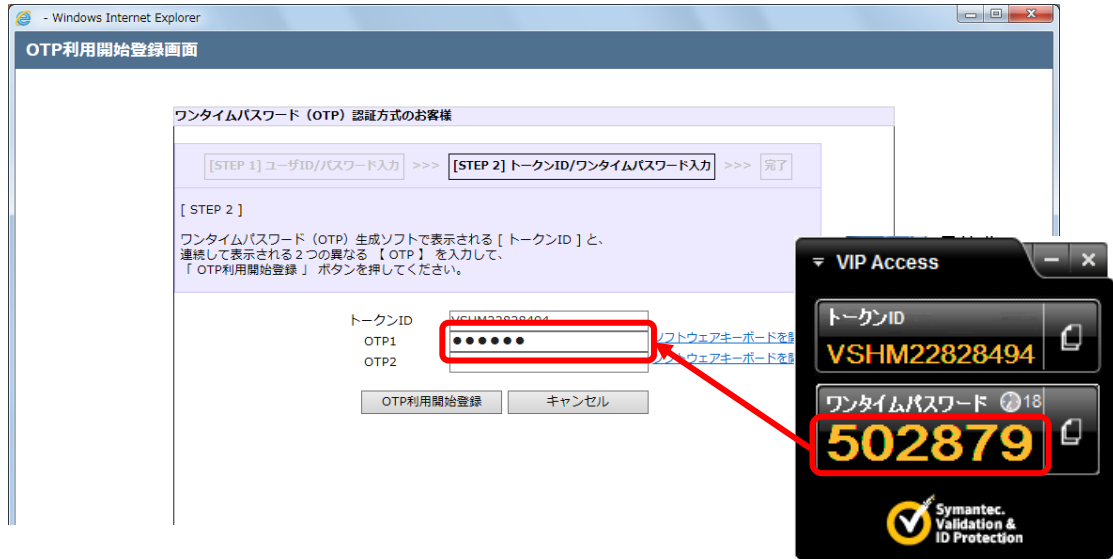 - Windows Internet Explorer
OTP利用開始登録画面
ワンタイムパスワード（OTP）認証方式のお客様
[STEP 1] ユーザID/パスワード入力 >>> [STEP 2] トークンID/ワンタイムパスワード入力 >>> 完了
[ STEP 2 ]
ワンタイムパスワード（OTP）生成ソフトで表示される [ トークンID ] と、
連続して表示される２つの異なる 【 OTP 】 を入力して、
「 OTP利用開始登録 」 ボタンを押してください。
トークンID VSHM22828494
OTP1 ●●●●●● ソフトウェアキーボードを開
OTP2 ソフトウェアキーボードを開
OTP利用開始登録 キャンセル
VIP Access
トークンID
VSHM22828494
ワンタイムパスワード 18
502879
Symantec.
Validation &
ID Protection